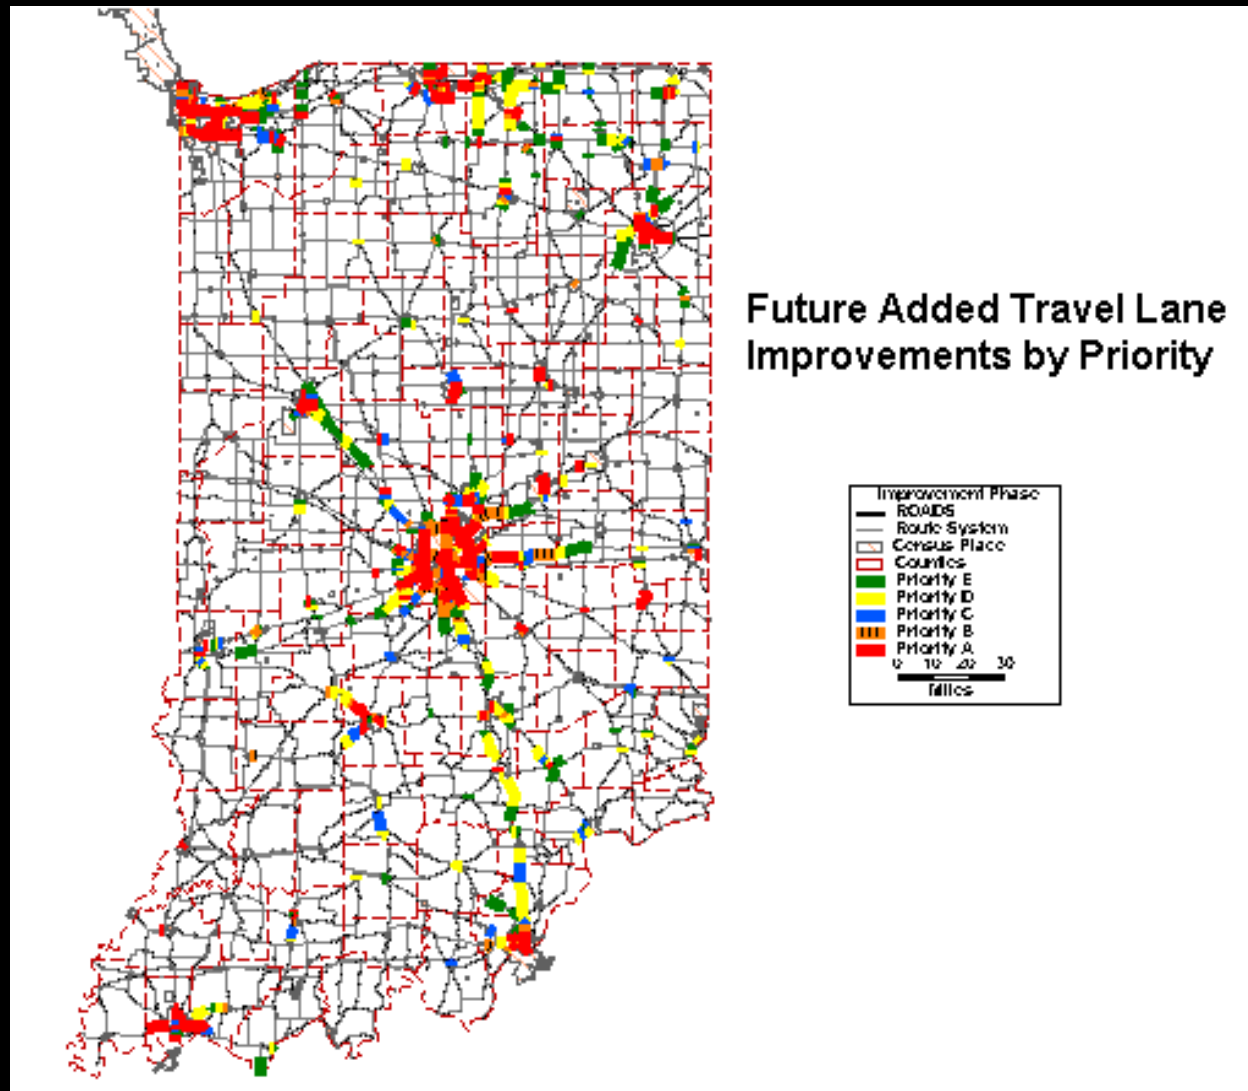 Future Added Travel Lane
Improvements by Priority
Improvement Phase
ROADS
Route System
Census Place
Counties
Priority E
Priority D
Priority C
Priority B
Priority A
0 10 20 30
Miles